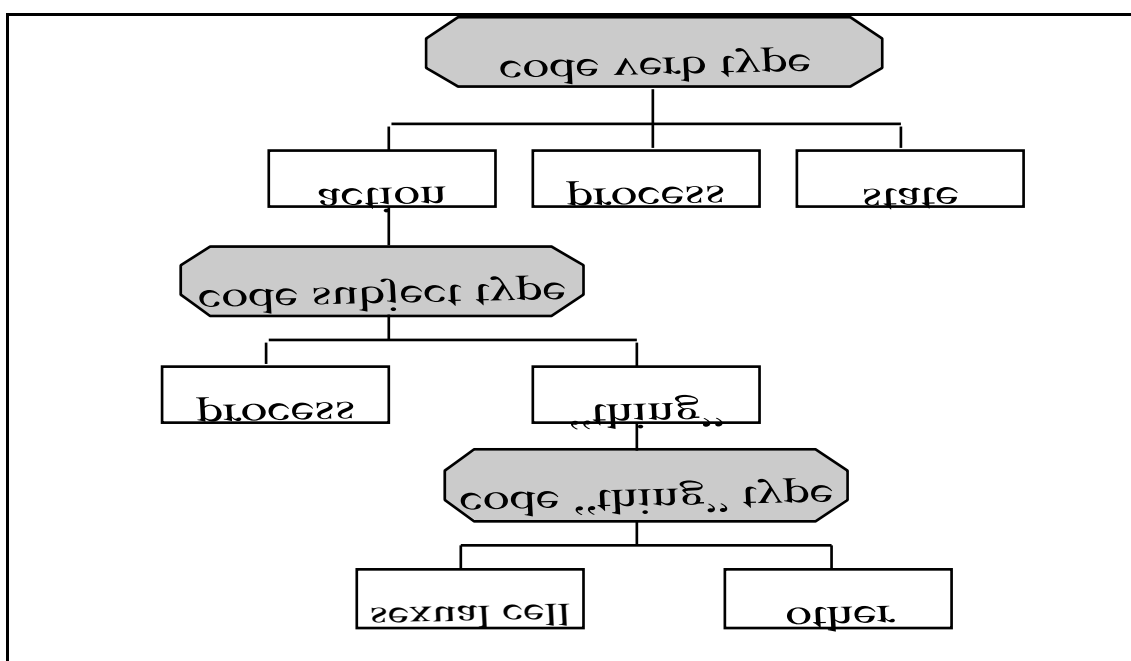 code verb type
action
process
state
code subject type
process
“thing”
code “thing” type
sexual cell
other